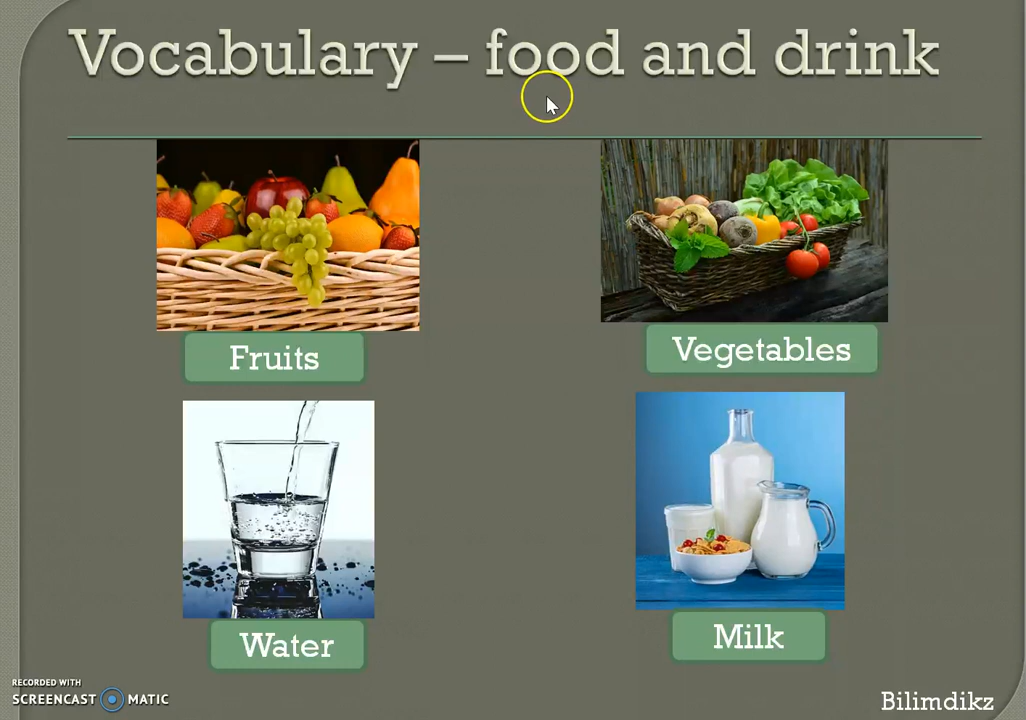 Vocabulary – food and drink
Fruits
Vegetables
Water
Milk
RECORDED WITH
SCREENCAST MATIC
Bilimdikz